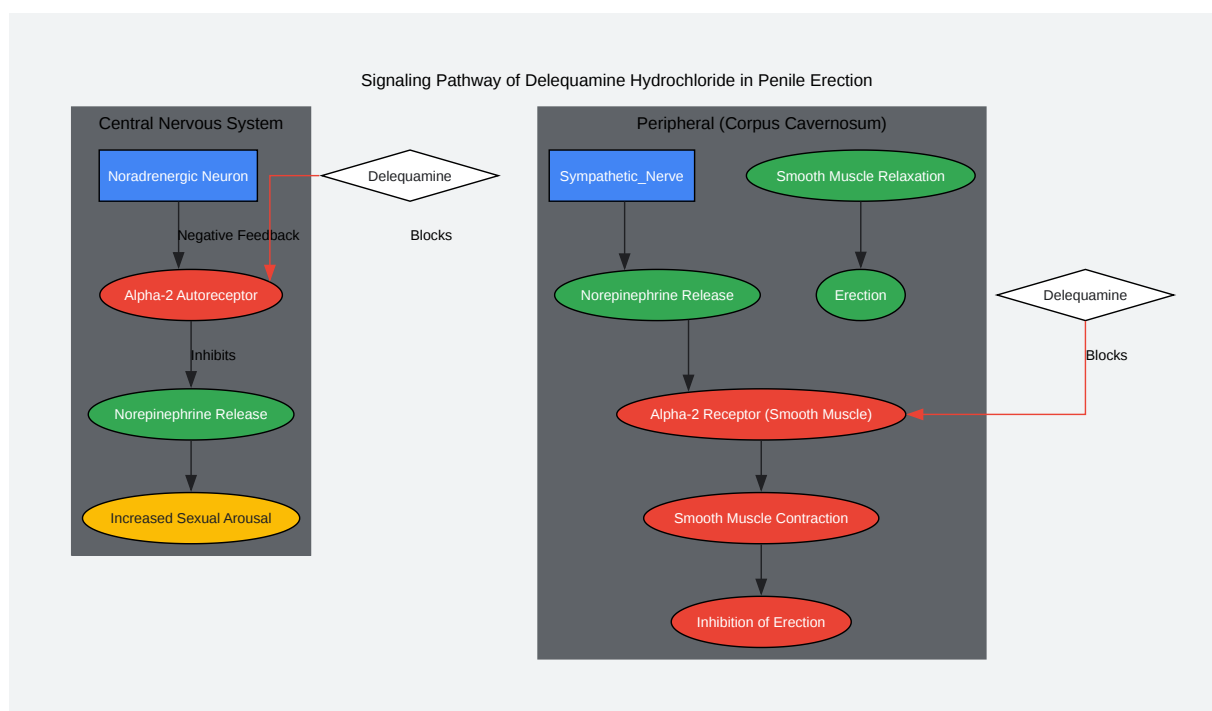 Signaling Pathway of Delequamine Hydrochloride in Penile Erection
Central Nervous System
Noradrenergic Neuron
Delequamine
Negative Feedback
Blocks
Alpha-2 Autoreceptor
Inhibits
Norepinephrine Release
Increased Sexual Arousal
Peripheral (Corpus Cavernosum)
Sympathetic_Nerve
Smooth Muscle Relaxation
Norepinephrine Release
Erection
Delequamine
Blocks
Alpha-2 Receptor (Smooth Muscle)
Smooth Muscle Contraction
Inhibition of Erection